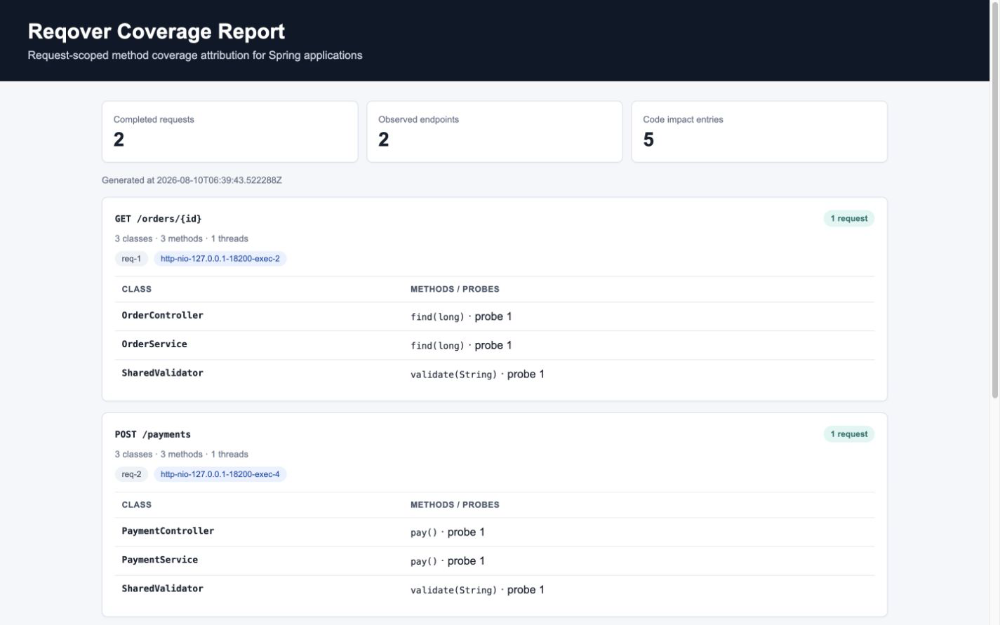 Reqover Coverage Report
Request-scoped method coverage attribution for Spring applications
Completed requests
2
Observed endpoints
2
Code impact entries
5
Generated at 2026-08-10T06:39:43.522288Z
GET /orders/{id}
1 request
3 classes · 3 methods · 1 threads
req-1 http-nio-127.0.0.1-18200-exec-2
CLASS METHODS / PROBES
OrderController find(long) · probe 1
OrderService find(long) · probe 1
SharedValidator validate(String) · probe 1
POST /payments
1 request
3 classes · 3 methods · 1 threads
req-2 http-nio-127.0.0.1-18200-exec-4
CLASS METHODS / PROBES
PaymentController pay() · probe 1
PaymentService pay() · probe 1
SharedValidator validate(String) · probe 1